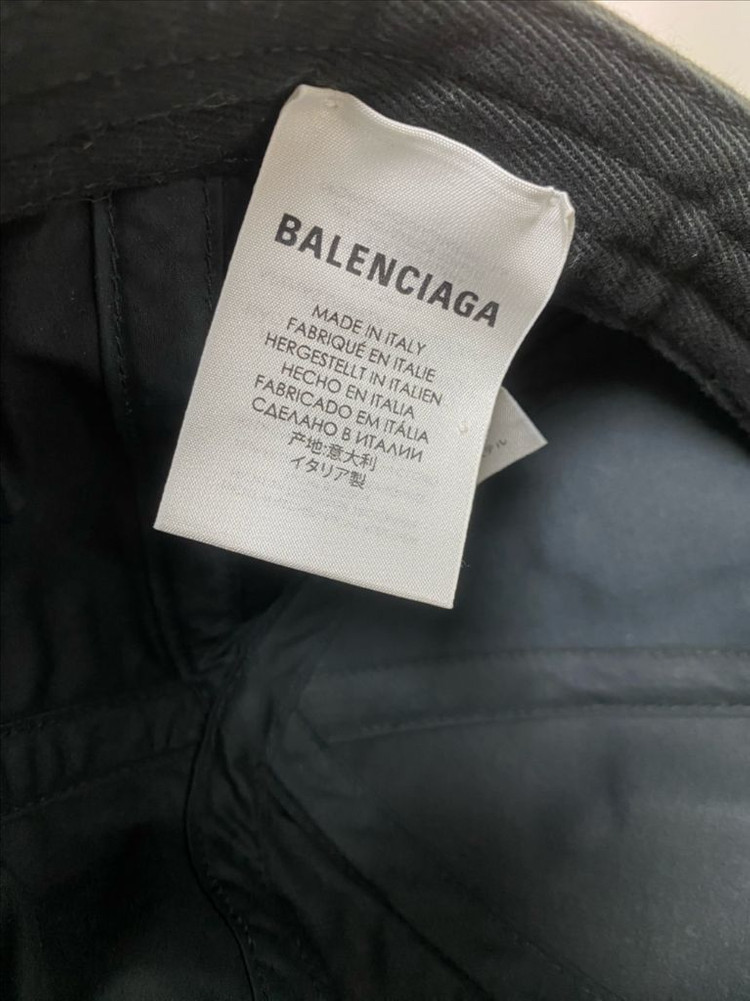 BALENCIAGA
MADE IN ITALY
FABRIQUÉ EN ITALIE
HERGESTELLT IN ITALIEN
HECHO EN ITALIA
FABRICADO EM ITÁLIA
СДЕЛАНО В ИТАЛИИ
产地:意大利
イタリア製